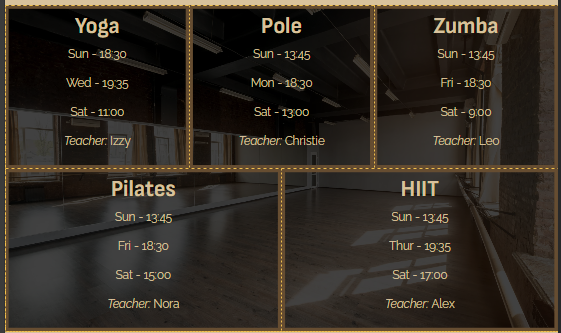 Yoga
Sun - 18:30
Wed - 19:35
Sat - 11:00
Teacher: Izzy
Pole
Sun - 13:45
Mon - 18:30
Sat - 13:00
Teacher: Christie
Zumba
Sun - 13:45
Fri - 18:30
Sat - 9:00
Teacher: Leo
Pilates
Sun - 13:45
Fri - 18:30
Sat - 15:00
Teacher: Nora
HIIT
Sun - 13:45
Thur - 19:35
Sat - 17:00
Teacher: Alex